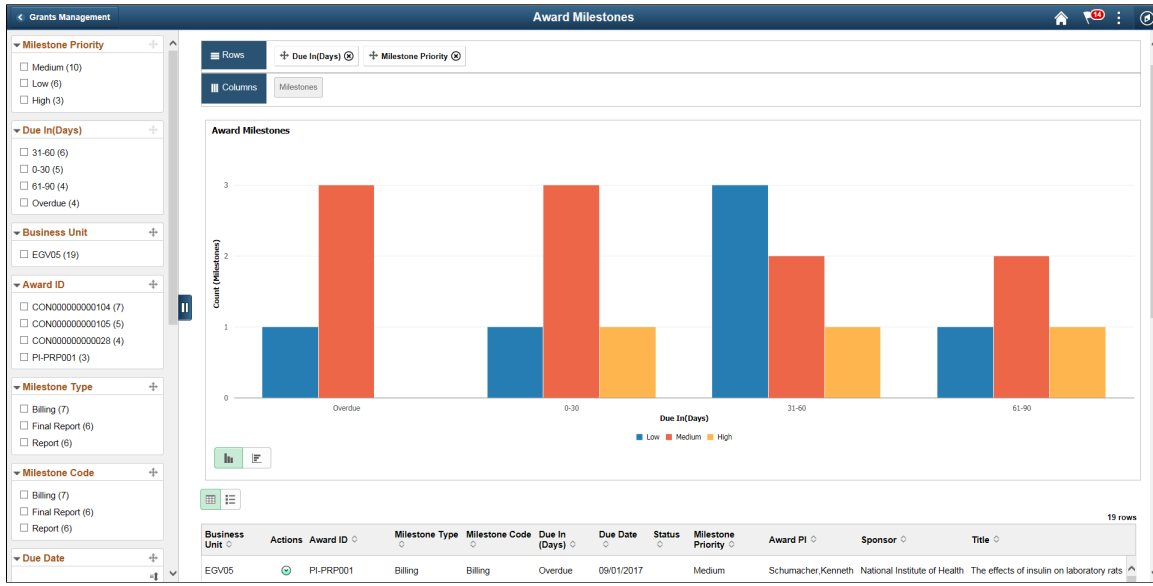 Grants Management
Award Milestones
14
Milestone Priority
Medium (10)
Low (6)
High (3)
Due In(Days)
31-60 (6)
0-30 (5)
61-90 (4)
Overdue (4)
Business Unit
EGV05 (19)
Award ID
CON000000000104 (7)
CON000000000105 (5)
CON000000000028 (4)
PI-PRP001 (3)
Milestone Type
Billing (7)
Final Report (6)
Report (6)
Milestone Code
Billing (7)
Final Report (6)
Report (6)
Due Date
Rows Due In(Days) Milestone Priority
Columns Milestones
Award Milestones
Count (Milestones)
3
2
1
0
Overdue 0-30 31-60 61-90
Due In(Days)
Low Medium High
19 rows
Business Unit Actions Award ID Milestone Type Milestone Code Due In (Days) Due Date Status Milestone Priority Award PI Sponsor Title
EGV05 PI-PRP001 Billing Billing Overdue 09/01/2017 Medium Schumacher,Kenneth National Institute of Health The effects of insulin on laboratory rats